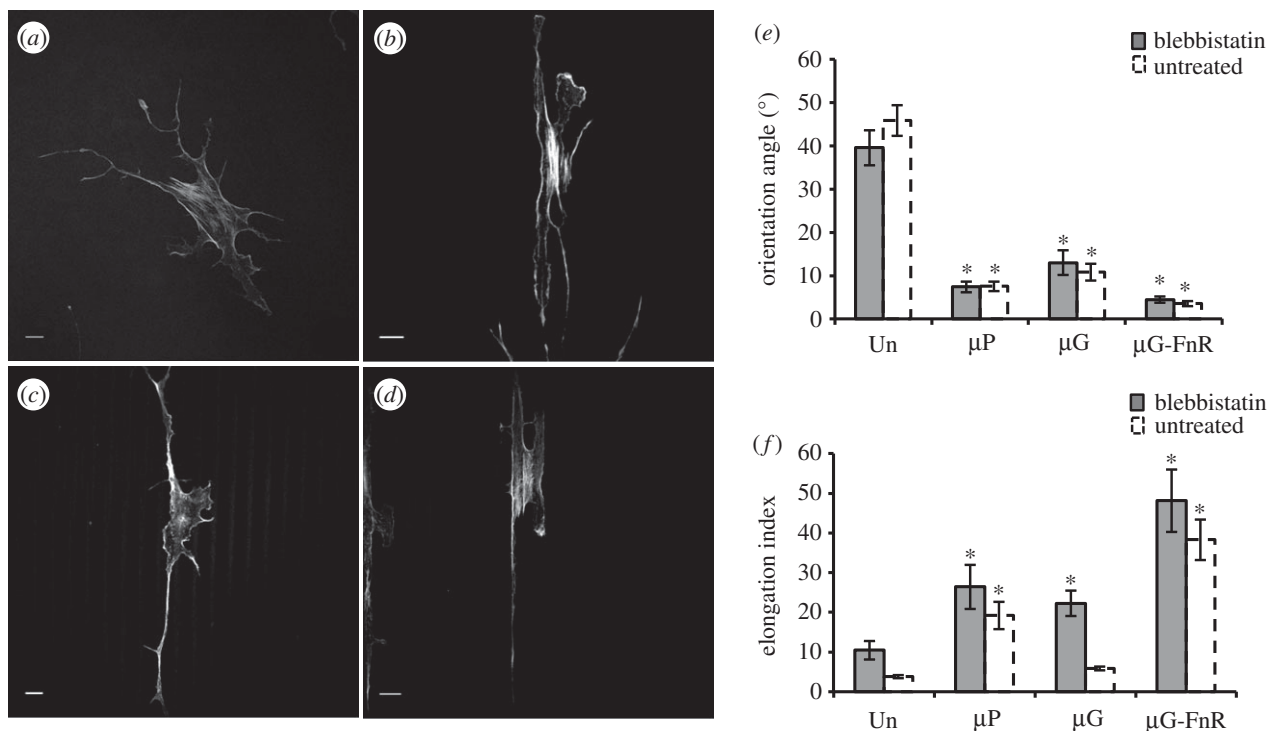 (a)
(b)
(c)
(d)
(e)
blebbistatin
untreated
60
50
40
30
20
10
0
orientation angle (°)
* * * * * *
Un μP μG μG-FnR
(f)
blebbistatin
untreated
60
50
40
30
20
10
0
elongation index
* * * * *
Un μP μG μG-FnR